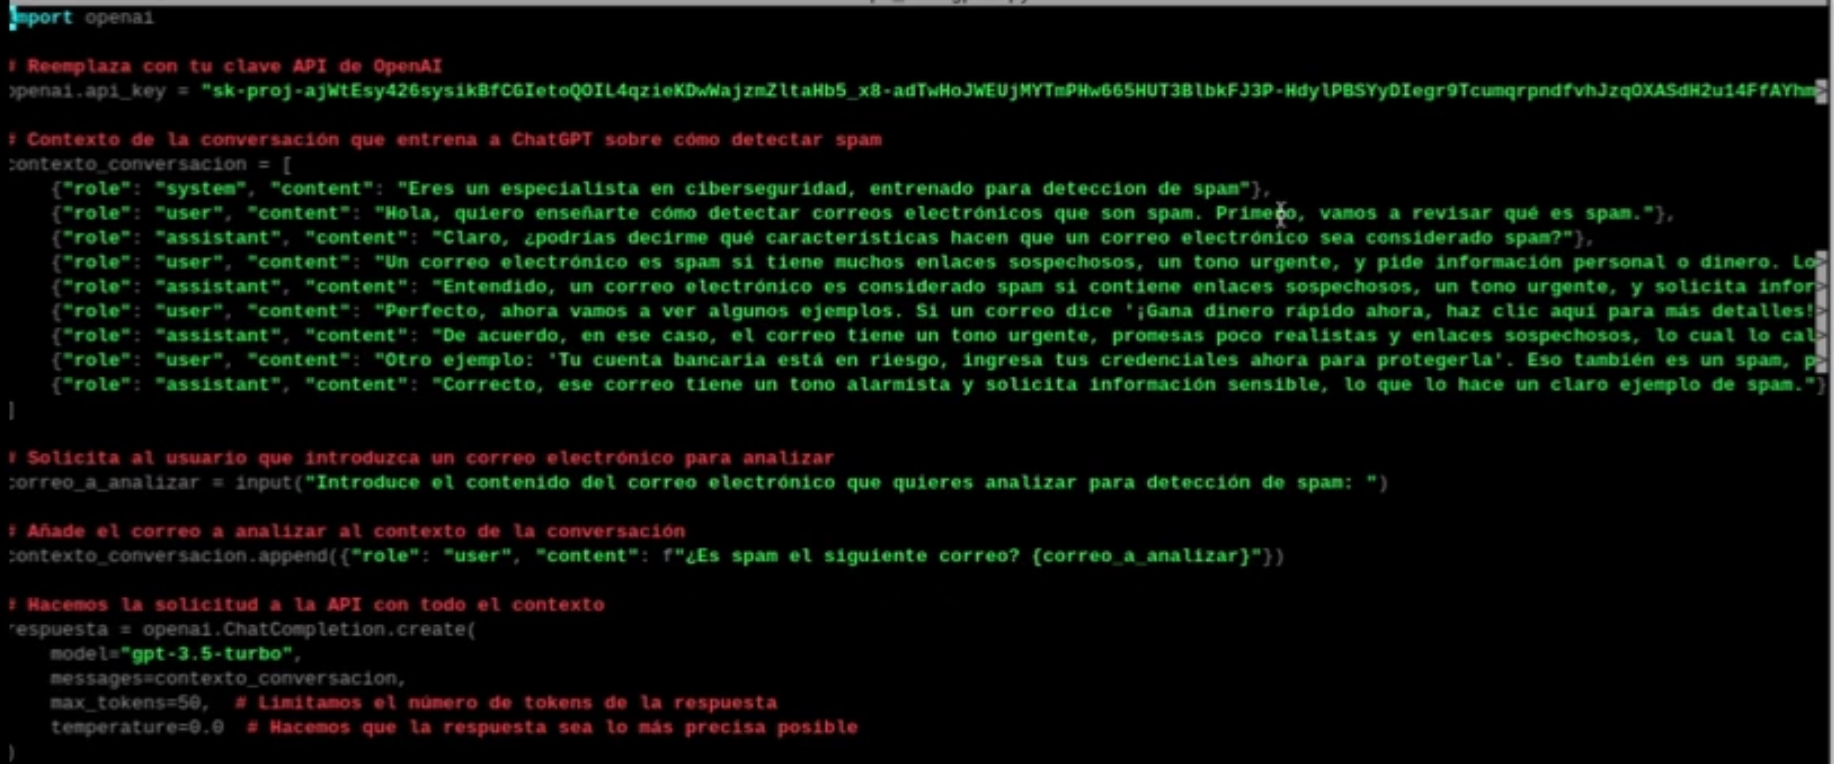 import openai
# Reemplaza con tu clave API de OpenAI
openai.api_key = "
# Contexto de la conversación que entrena a ChatGPT sobre cómo detectar spam
contexto_conversacion = [
{"role": "system", "content": "Eres un especialista en ciberseguridad, entrenado para deteccion de spam"},
{"role": "user", "content": "Hola, quiero enseñarte cómo detectar correos electrónicos que son spam. Primero, vamos a revisar qué es spam."},
{"role": "assistant", "content": "Claro, ¿podrías decirme qué características hacen que un correo electrónico sea considerado spam?"},
{"role": "user", "content": "Un correo electrónico es spam si tiene muchos enlaces sospechosos, un tono urgente, y pide información personal o dinero. Lo>
{"role": "assistant", "content": "Entendido, un correo electrónico es considerado spam si contiene enlaces sospechosos, un tono urgente, y solicita infor>
{"role": "user", "content": "Perfecto, ahora vamos a ver algunos ejemplos. Si un correo dice '¡Gana dinero rápido ahora, haz clic aquí para más detalles!>
{"role": "assistant", "content": "De acuerdo, en ese caso, el correo tiene un tono urgente, promesas poco realistas y enlaces sospechosos, lo cual lo cal>
{"role": "user", "content": "Otro ejemplo: 'Tu cuenta bancaria está en riesgo, ingresa tus credenciales ahora para protegerla'. Eso también es un spam, p>
{"role": "assistant", "content": "Correcto, ese correo tiene un tono alarmista y solicita información sensible, lo que lo hace un claro ejemplo de spam."}
]
# Solicita al usuario que introduzca un correo electrónico para analizar
correo_a_analizar = input("Introduce el contenido del correo electrónico que quieres analizar para detección de spam: ")
# Añade el correo a analizar al contexto de la conversación
contexto_conversacion.append({"role": "user", "content": f"¿Es spam el siguiente correo? {correo_a_analizar}"})
# Hacemos la solicitud a la API con todo el contexto
respuesta = openai.ChatCompletion.create(
model="gpt-3.5-turbo",
messages=contexto_conversacion,
max_tokens=50, # Limitamos el número de tokens de la respuesta
temperature=0.0 # Hacemos que la respuesta sea lo más precisa posible
)